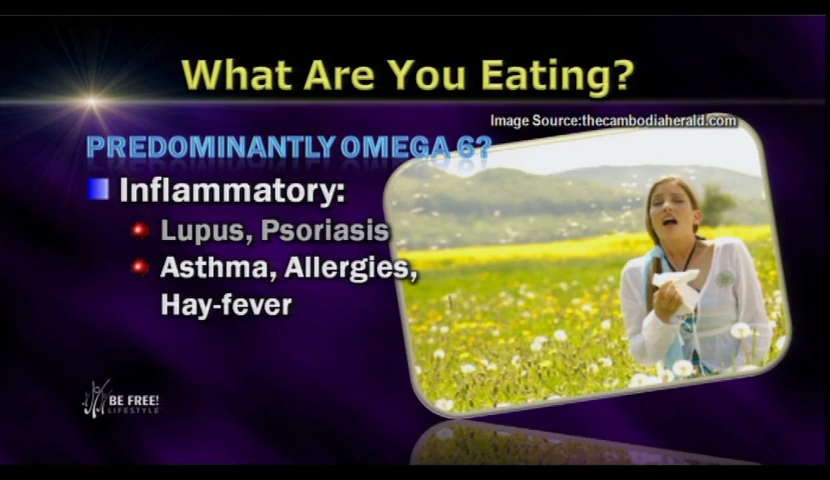 What Are You Eating?
Image Source:thecambodiaherald.com
PREDOMINANTLY OMEGA 6?
Inflammatory:
Lupus, Psoriasis
Asthma, Allergies,
Hay-fever
BE FREE!
LIFESTYLE